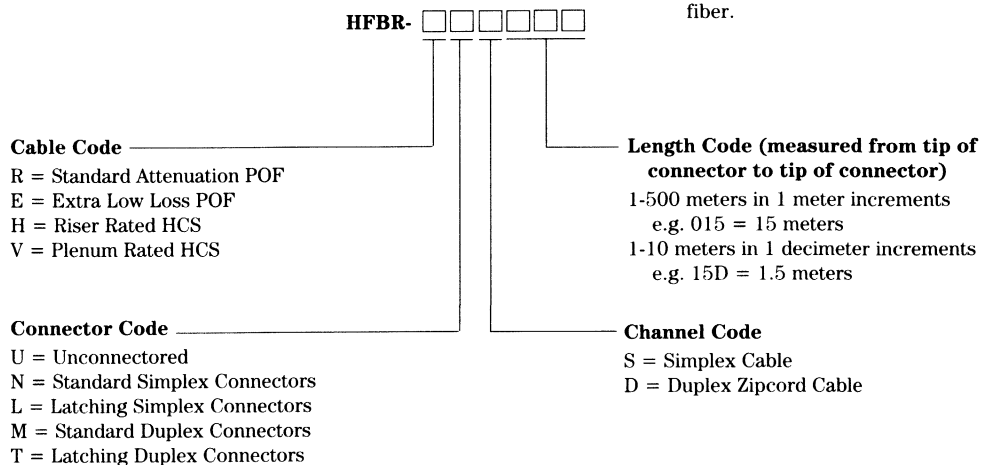 fiber.
HFBR- □□□□□□
Cable Code
R = Standard Attenuation POF
E = Extra Low Loss POF
H = Riser Rated HCS
V = Plenum Rated HCS
Length Code (measured from tip of
connector to tip of connector)
1-500 meters in 1 meter increments
e.g. 015 = 15 meters
1-10 meters in 1 decimeter increments
e.g. 15D = 1.5 meters
Connector Code
U = Unconnectored
N = Standard Simplex Connectors
L = Latching Simplex Connectors
M = Standard Duplex Connectors
T = Latching Duplex Connectors
Channel Code
S = Simplex Cable
D = Duplex Zipcord Cable